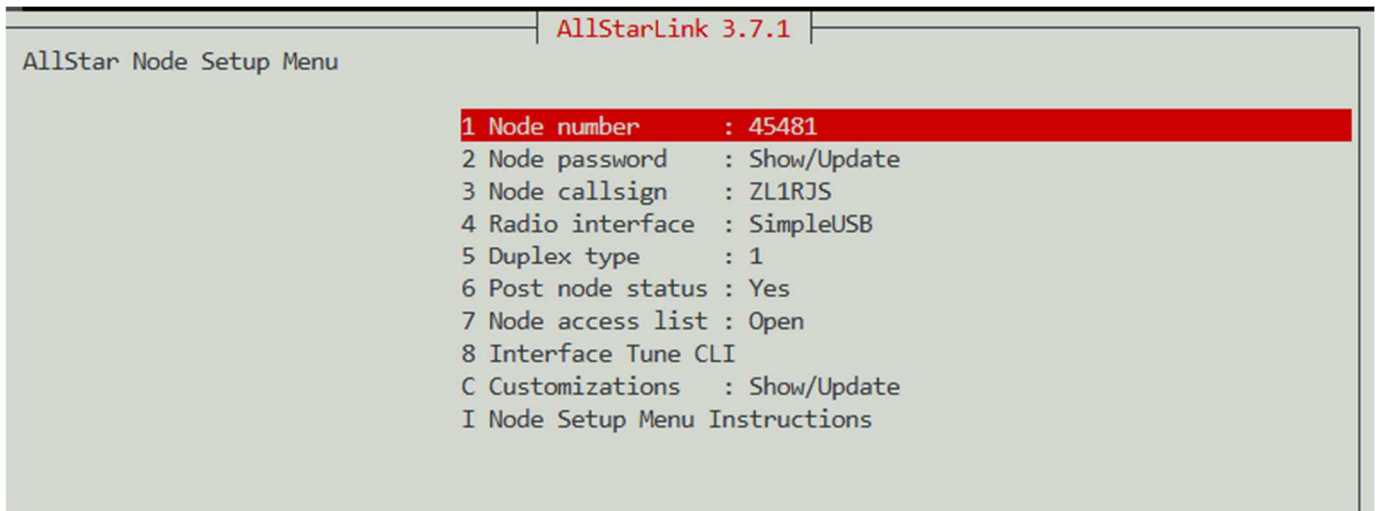 AllStarLink 3.7.1
AllStar Node Setup Menu
1 Node number : 45481
2 Node password : Show/Update
3 Node callsign : ZL1RJS
4 Radio interface : SimpleUSB
5 Duplex type : 1
6 Post node status : Yes
7 Node access list : Open
8 Interface Tune CLI
C Customizations : Show/Update
I Node Setup Menu Instructions